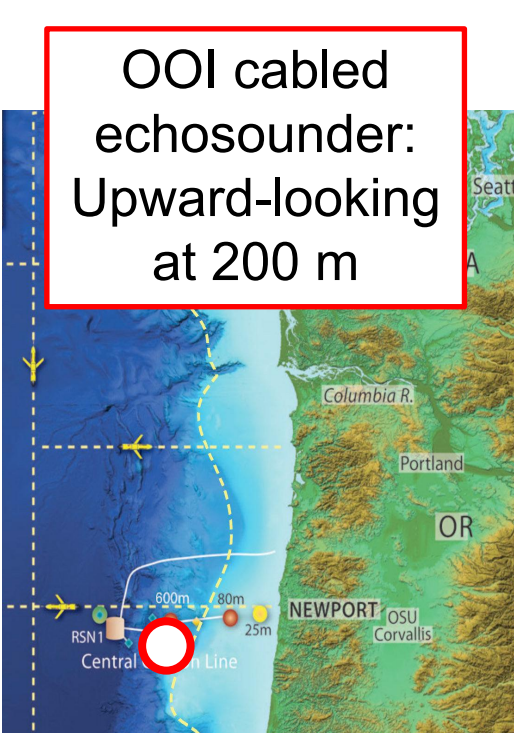 OOI cabled
echosounder:
Upward-looking
at 200 m
Seatt
A
Columbia R.
Portland
OR
600m
80m
NEWPORT
OSU
Corvallis
25m
RSN1
Central
n Line